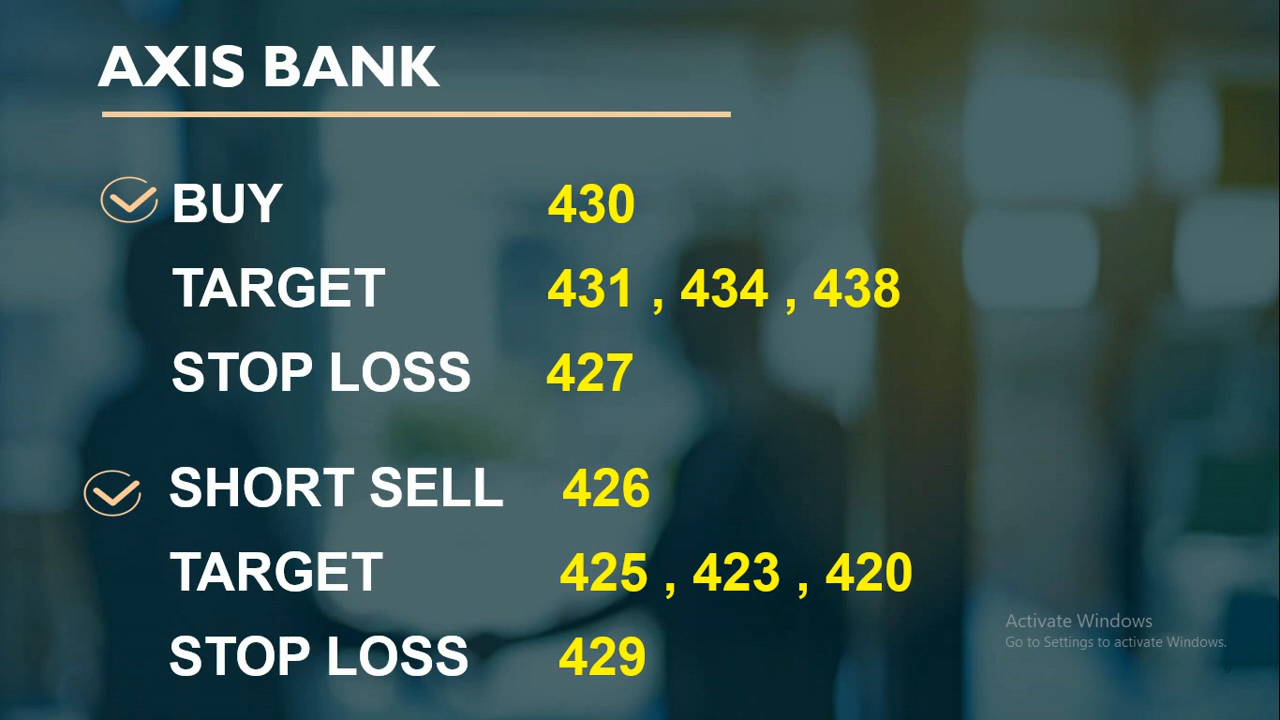 AXIS BANK
BUY 430
TARGET 431 , 434 , 438
STOP LOSS 427
SHORT SELL 426
TARGET 425 , 423 , 420
STOP LOSS 429
Activate Windows
Go to Settings to activate Windows.